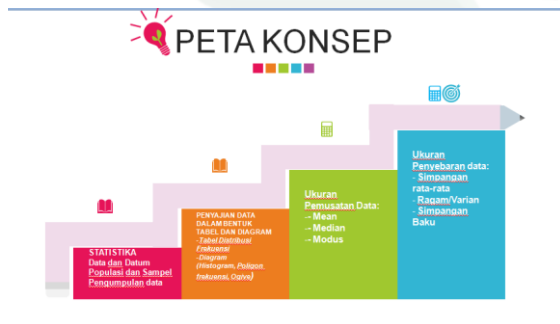 PETA KONSEP
STATISTIKA
Data dan Datum
Populasi dan Sampel
Pengumpulan data
PENYAJIAN DATA
DALAM BENTUK
TABEL DAN DIAGRAM
-Tabel Distribusi
Frekuensi
-Diagram
(Histogram, Poligon
frekuensi, Ogive)
Ukuran
Pemusatan Data:
→ Mean
→ Median
→ Modus
Ukuran
Penyebaran data:
- Simpangan
rata-rata
- Ragam/Varian
- Simpangan
Baku